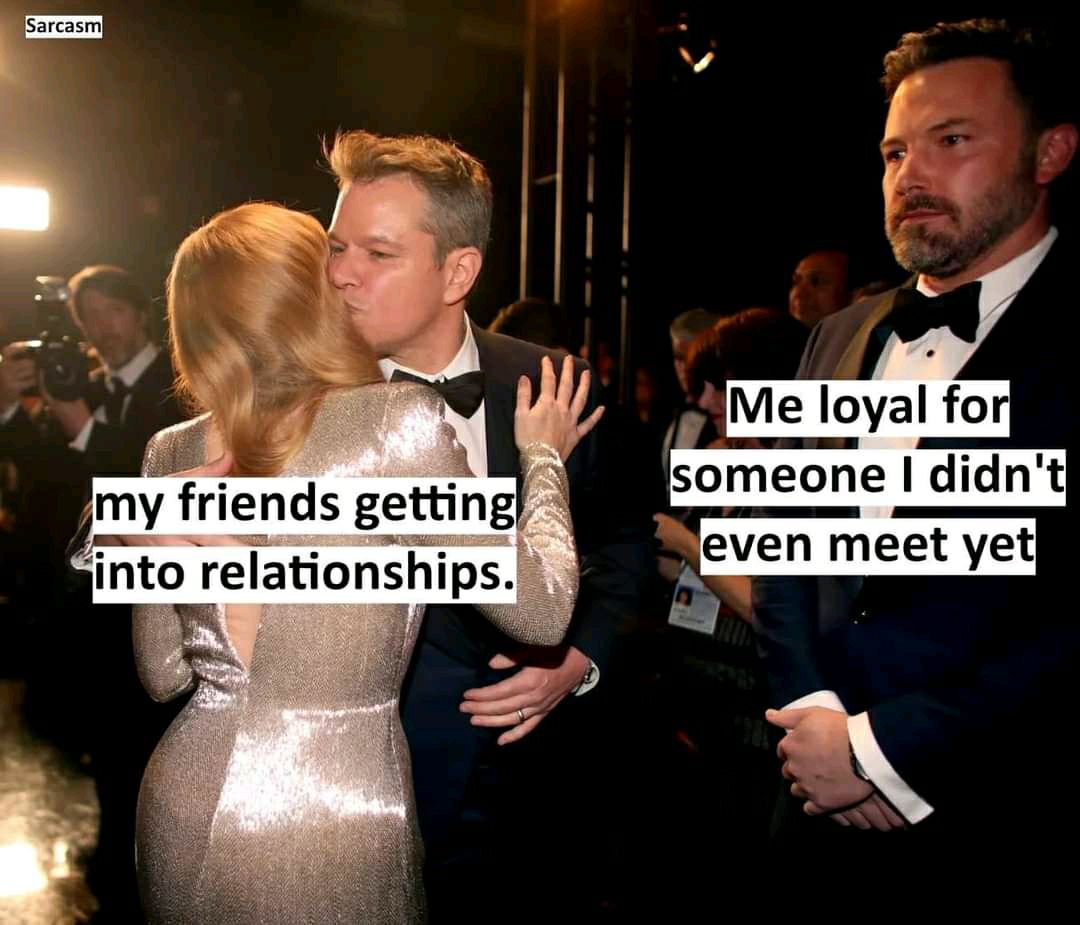 Sarcasm
my friends getting
into relationships.
Me loyal for
someone I didn't
even meet yet